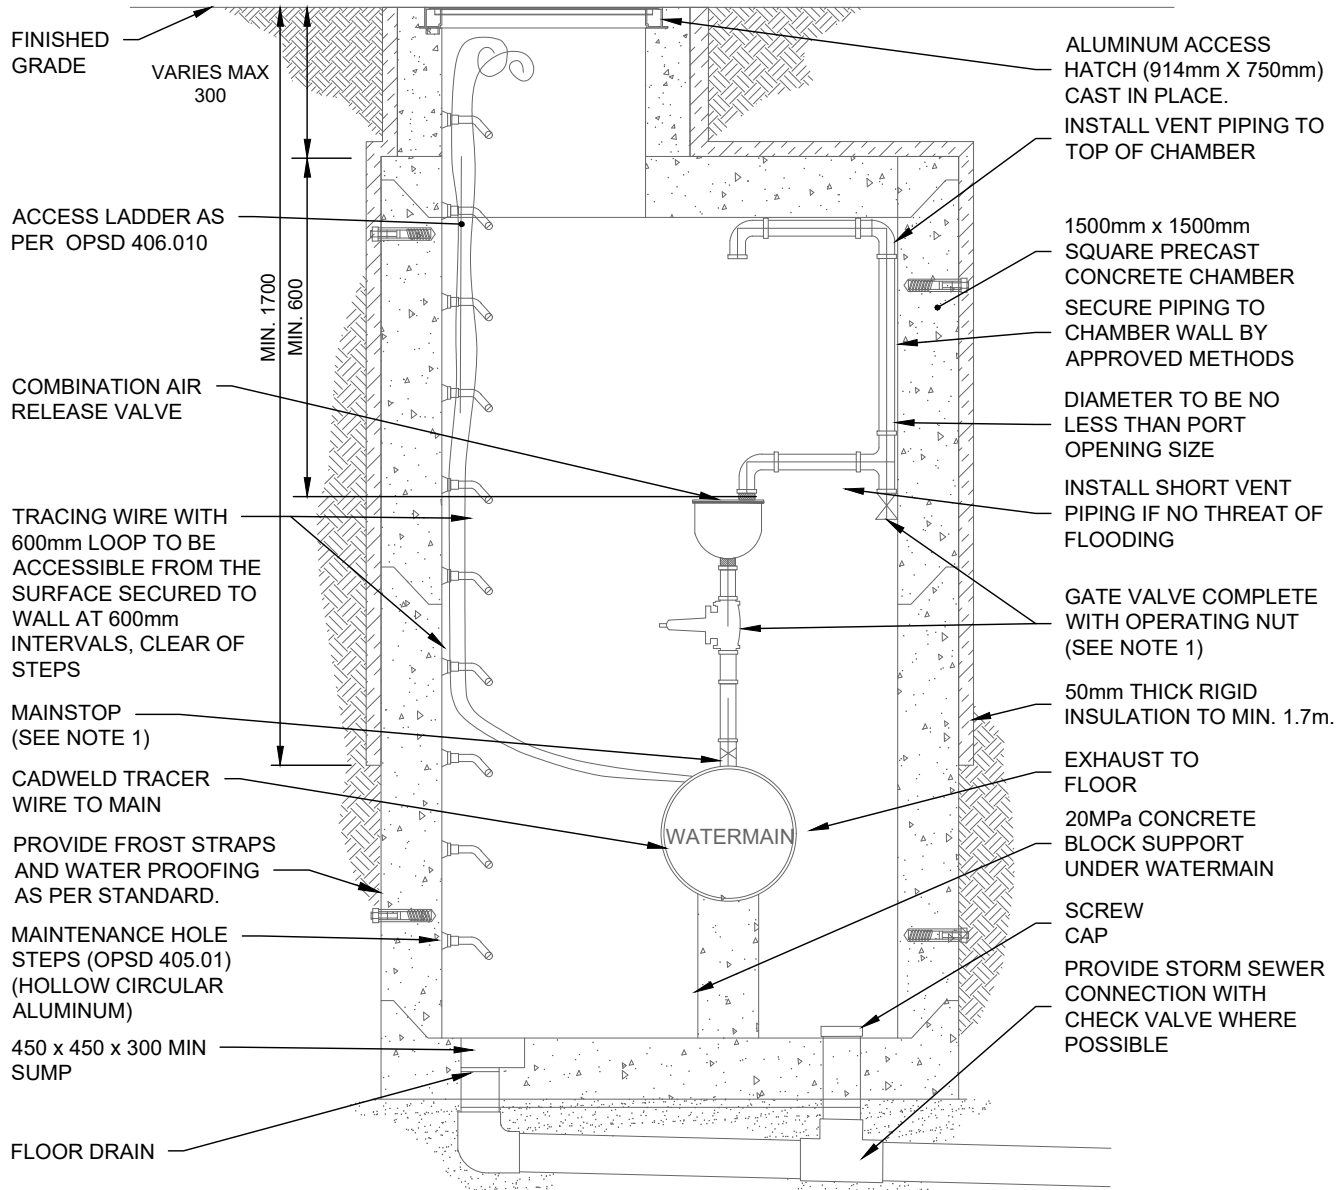 FINISHED
GRADE
VARIES MAX
300
ACCESS LADDER AS
PER OPSD 406.010
MIN. 1700
MIN. 600
COMBINATION AIR
RELEASE VALVE
TRACING WIRE WITH
600mm LOOP TO BE
ACCESSIBLE FROM THE
SURFACE SECURED TO
WALL AT 600mm
INTERVALS, CLEAR OF
STEPS
MAINSTOP
(SEE NOTE 1)
CADWELD TRACER
WIRE TO MAIN
PROVIDE FROST STRAPS
AND WATER PROOFING
AS PER STANDARD.
MAINTENANCE HOLE
STEPS (OPSD 405.01)
(HOLLOW CIRCULAR
ALUMINUM)
450 x 450 x 300 MIN
SUMP
FLOOR DRAIN
WATERMAIN
ALUMINUM ACCESS
HATCH (914mm X 750mm)
CAST IN PLACE.
INSTALL VENT PIPING TO
TOP OF CHAMBER
1500mm x 1500mm
SQUARE PRECAST
CONCRETE CHAMBER
SECURE PIPING TO
CHAMBER WALL BY
APPROVED METHODS
DIAMETER TO BE NO
LESS THAN PORT
OPENING SIZE
INSTALL SHORT VENT
PIPING IF NO THREAT OF
FLOODING
GATE VALVE COMPLETE
WITH OPERATING NUT
(SEE NOTE 1)
50mm THICK RIGID
INSULATION TO MIN. 1.7m.
EXHAUST TO
FLOOR
20MPa CONCRETE
BLOCK SUPPORT
UNDER WATERMAIN
SCREW
CAP
PROVIDE STORM SEWER
CONNECTION WITH
CHECK VALVE WHERE
POSSIBLE